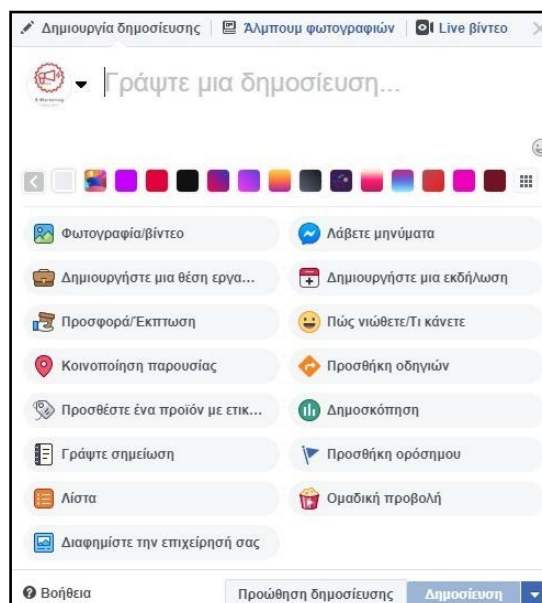 Δημιουργία δημοσίευσης Άλμπουμ φωτογραφιών Live βίντεο
Γράψτε μια δημοσίευση...
Φωτογραφία/βίντεο Λάβετε μηνύματα
Δημιουργήστε μια θέση εργα... Δημιουργήστε μια εκδήλωση
Προσφορά/Έκπτωση Πώς νιώθετε/Τι κάνετε
Κοινοποίηση παρουσίας Προσθήκη οδηγιών
Προσθέστε ένα προϊόν με ετικ... Δημοσκόπηση
Γράψτε σημείωση Προσθήκη ορόσημου
Λίστα Ομαδική προβολή
Διαφημίστε την επιχείρησή σας
Βοήθεια Προώθηση δημοσίευσης Δημοσίευση